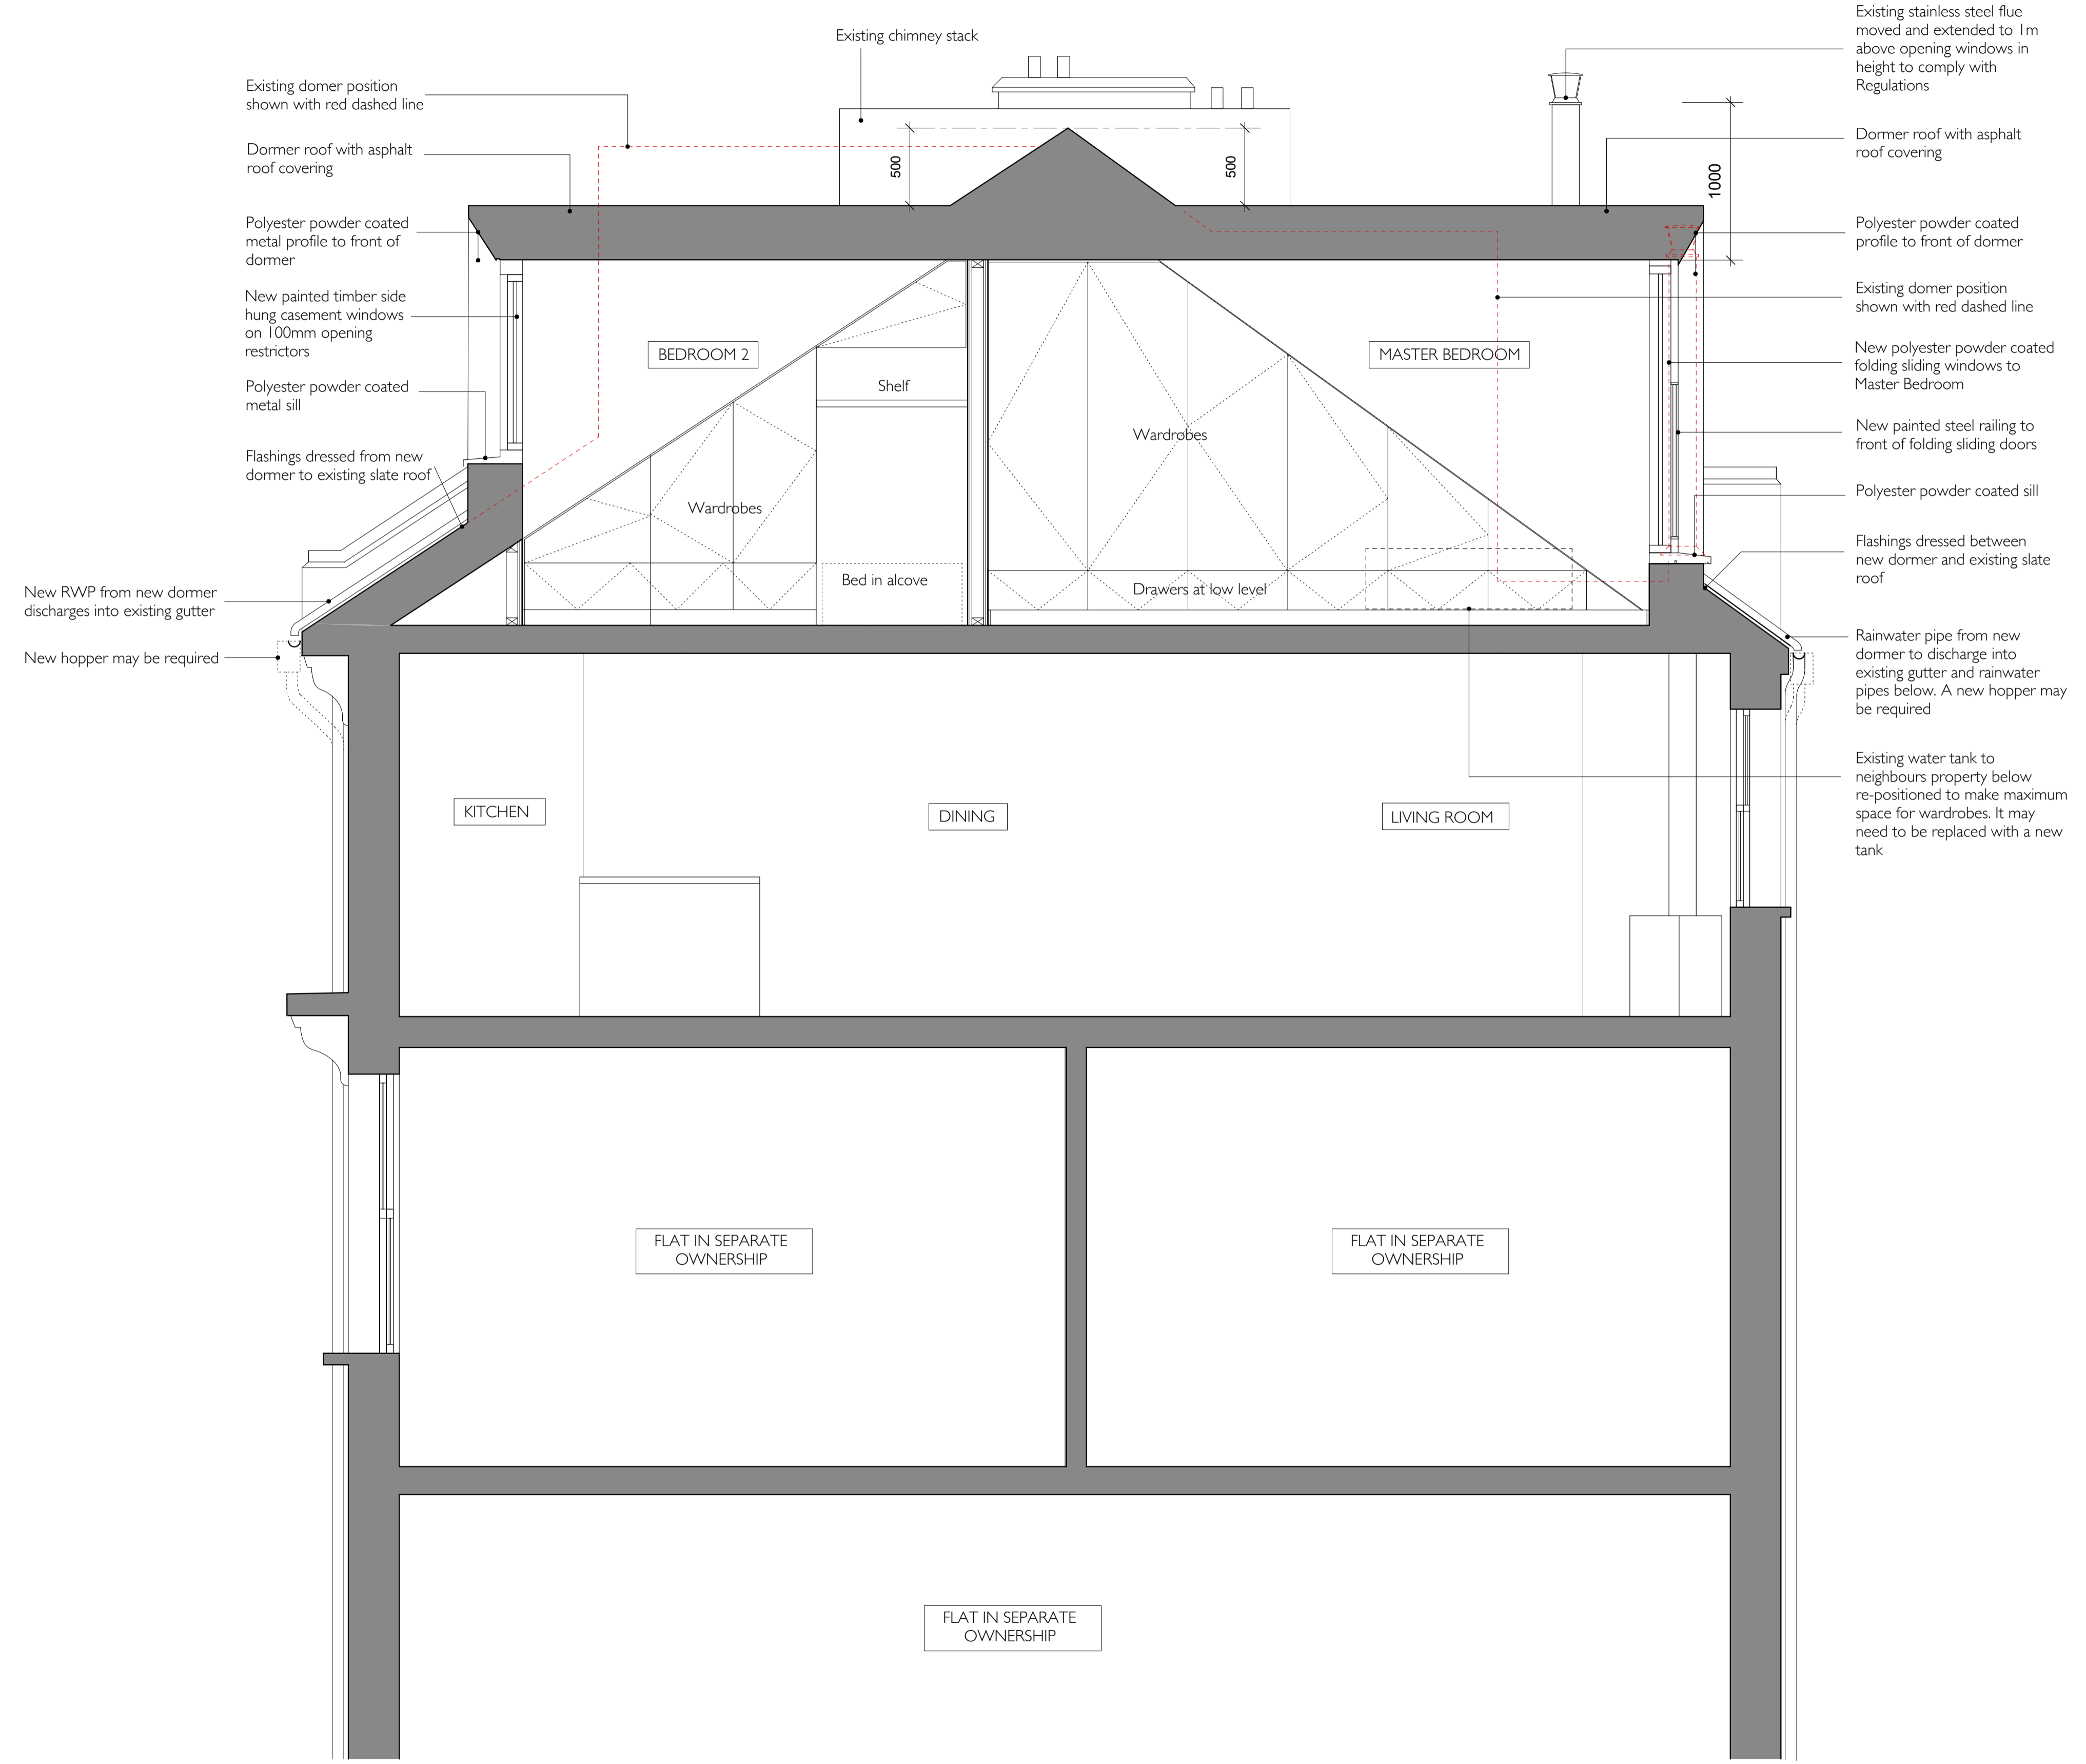 Existing chimney stack
Existing domer position
shown with red dashed line
Dormer roof with asphalt
roof covering
Polyester powder coated
metal profile to front of
dormer
New painted timber side
hung casement windows
on 100mm opening
restrictors
Polyester powder coated
metal sill
Flashings dressed from new
dormer to existing slate roof
New RWP from new dormer
discharges into existing gutter
New hopper may be required
500
500
1000
BEDROOM 2
Shelf
Wardrobes
Bed in alcove
MASTER BEDROOM
Wardrobes
Drawers at low level
KITCHEN
DINING
LIVING ROOM
FLAT IN SEPARATE
OWNERSHIP
FLAT IN SEPARATE
OWNERSHIP
FLAT IN SEPARATE
OWNERSHIP
Existing stainless steel flue
moved and extended to 1m
above opening windows in
height to comply with
Regulations
Dormer roof with asphalt
roof covering
Polyester powder coated
profile to front of dormer
Existing domer position
shown with red dashed line
New polyester powder coated
folding sliding windows to
Master Bedroom
New painted steel railing to
front of folding sliding doors
Polyester powder coated sill
Flashings dressed between
new dormer and existing slate
roof
Rainwater pipe from new
dormer to discharge into
existing gutter and rainwater
pipes below. A new hopper may
be required
Existing water tank to
neighbours property below
re-positioned to make maximum
space for wardrobes. It may
need to be replaced with a new
tank